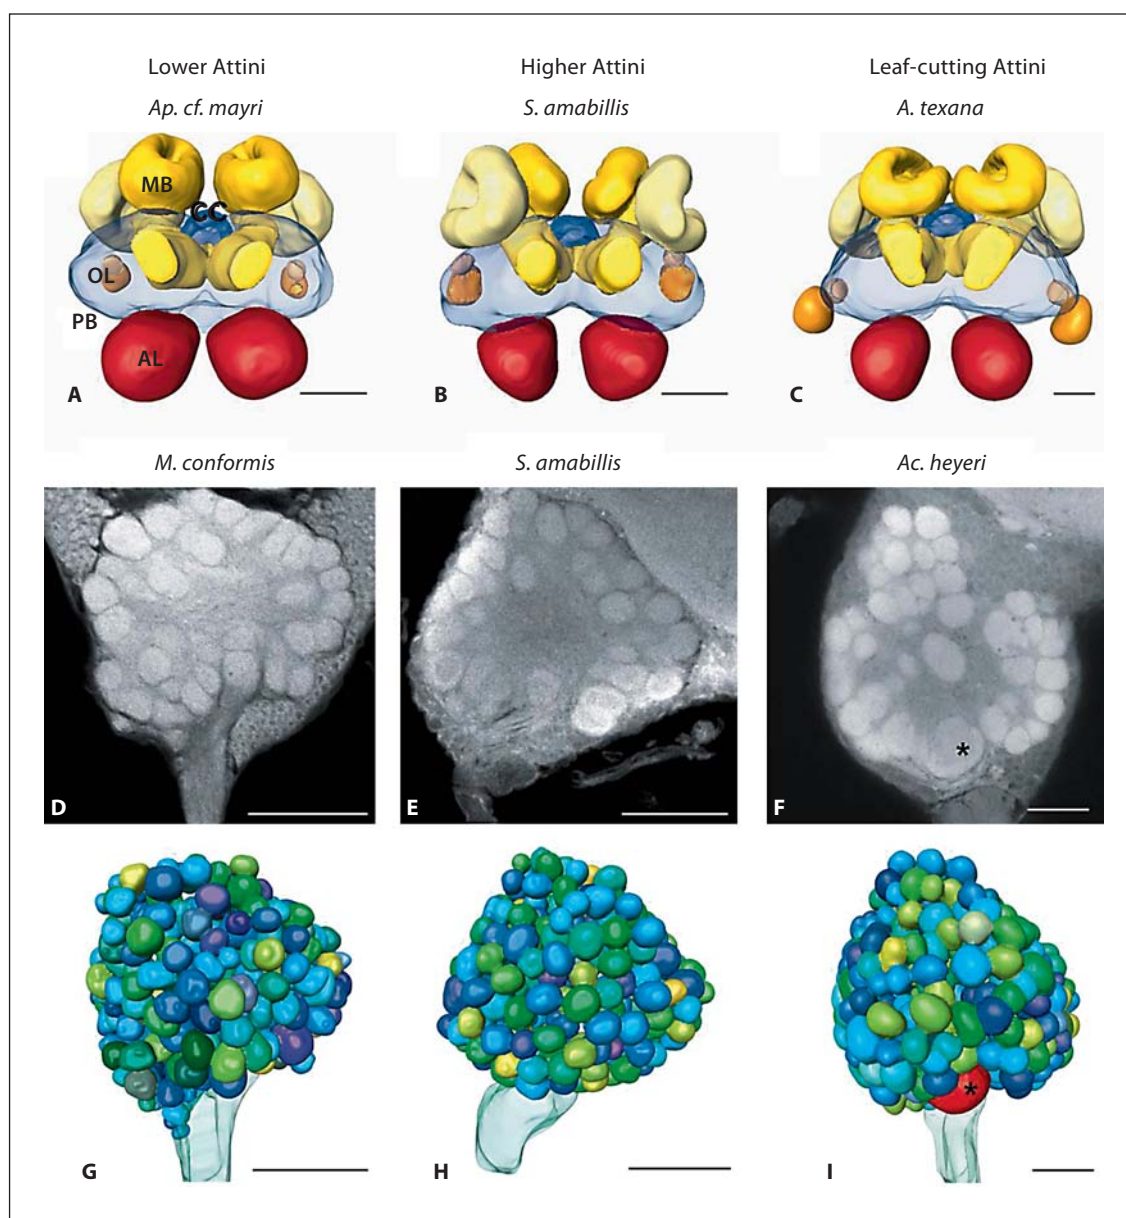 Lower Attini Higher Attini Leaf-cutting Attini
Ap. cf. mayri S. amabillis A. texana
MB
CC
OL
PB
AL
A B C
M. conformis S. amabillis Ac. heyeri
*
D E F
*
G H I